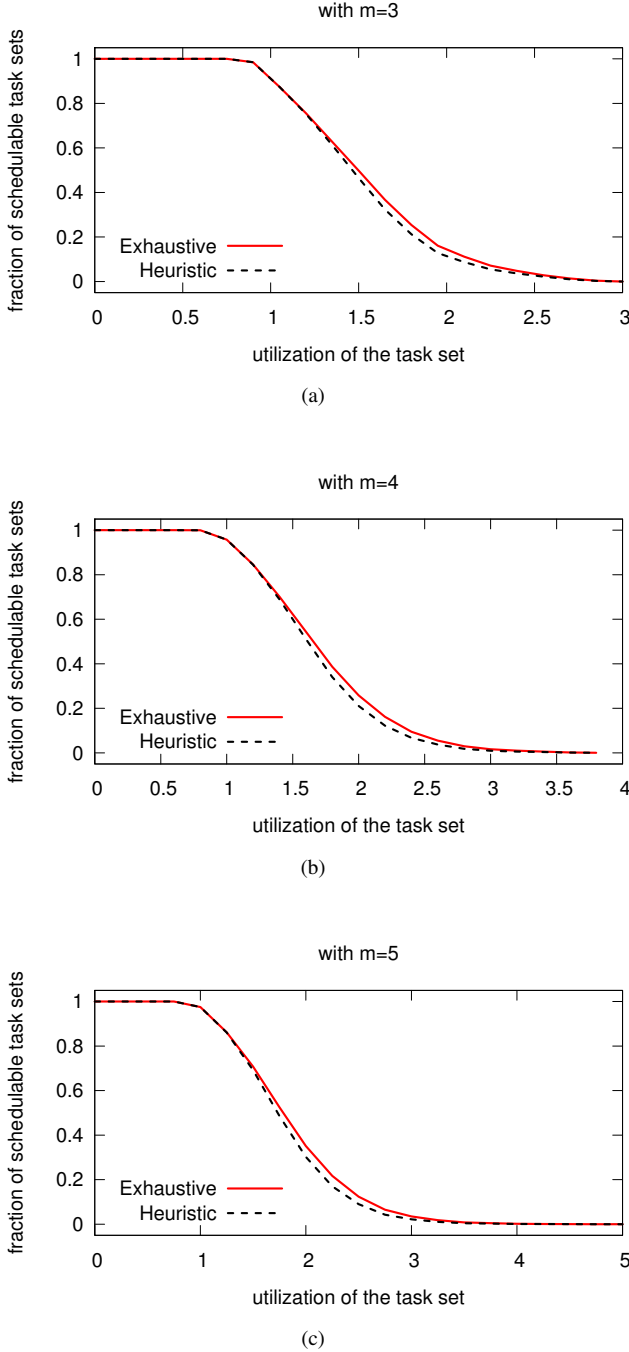 with m=3
fraction of schedulable task sets
1
0.8
0.6
0.4
0.2
0
Exhaustive
Heuristic
0 0.5 1 1.5 2 2.5 3
utilization of the task set
(a)
with m=4
fraction of schedulable task sets
1
0.8
0.6
0.4
0.2
0
Exhaustive
Heuristic
0 0.5 1 1.5 2 2.5 3 3.5 4
utilization of the task set
(b)
with m=5
fraction of schedulable task sets
1
0.8
0.6
0.4
0.2
0
Exhaustive
Heuristic
0 1 2 3 4 5
utilization of the task set
(c)